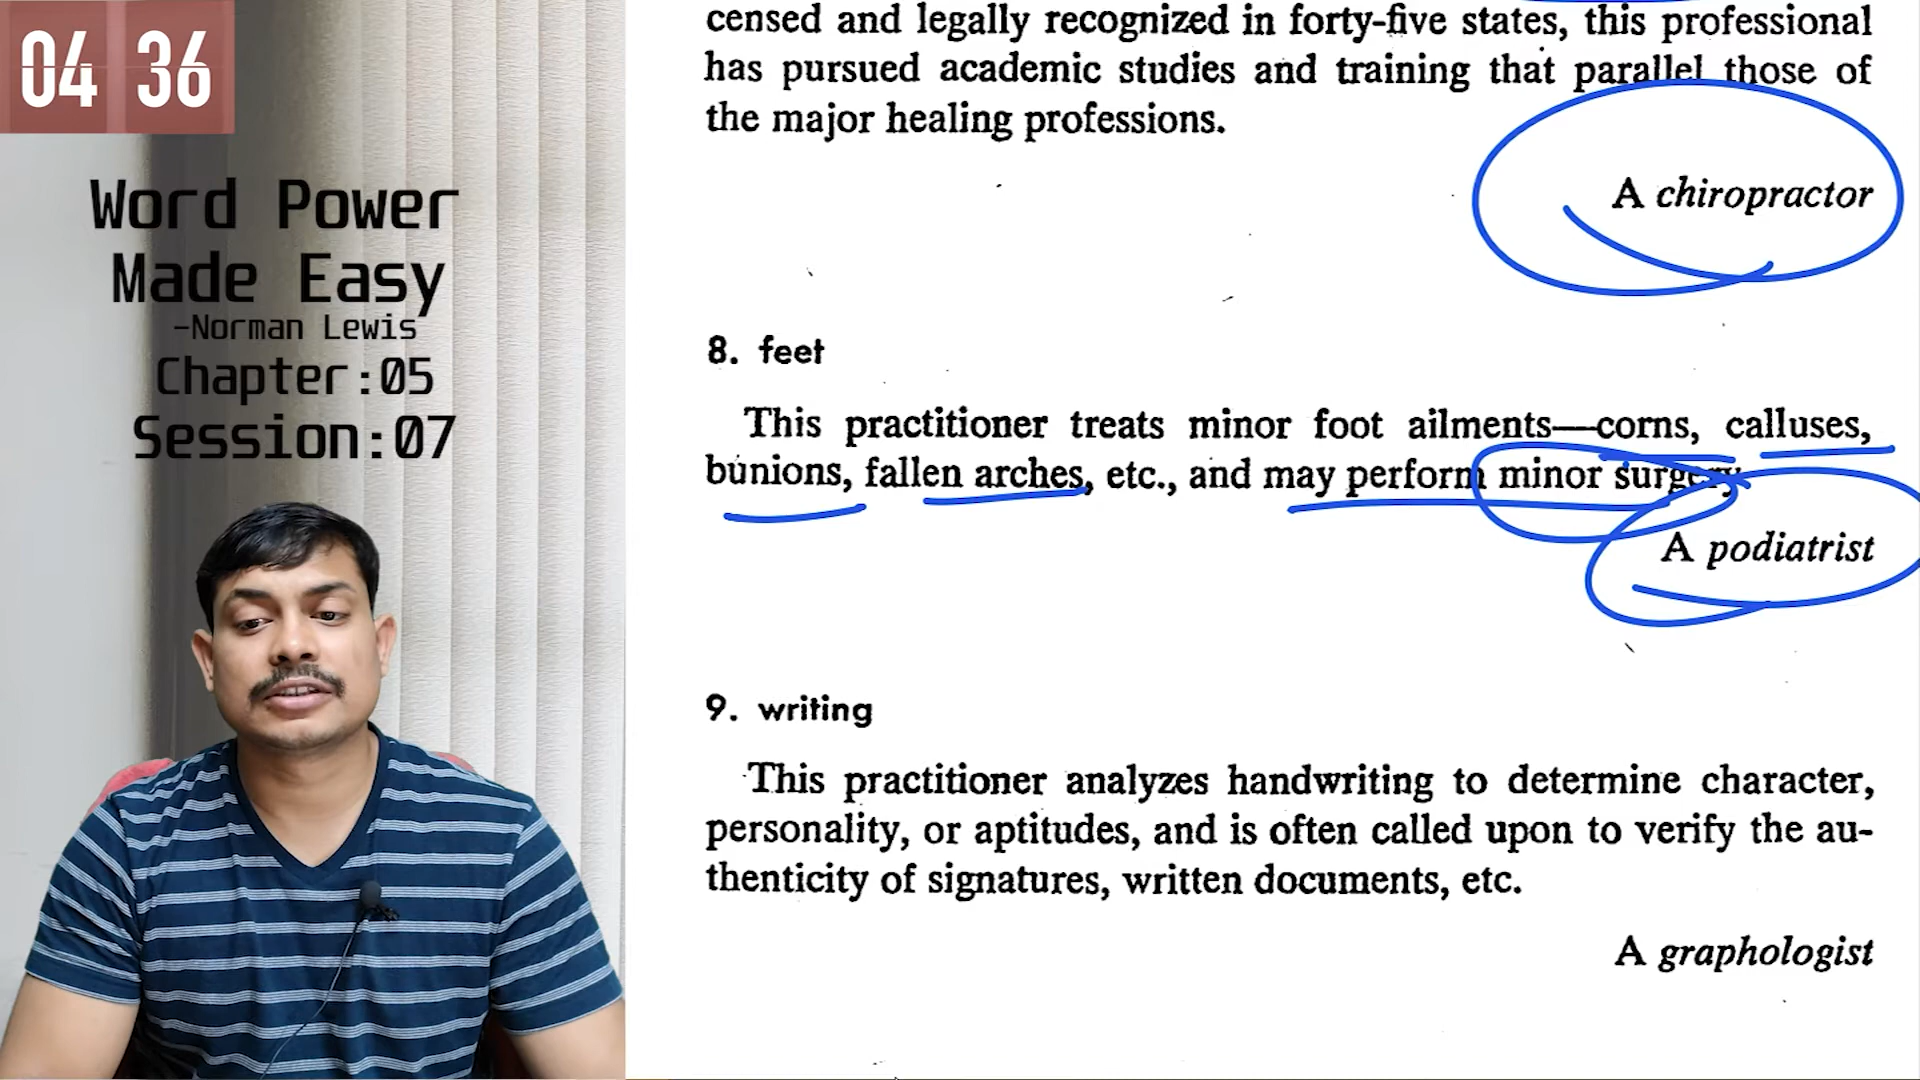 04 36
Word Power
Made Easy
-Norman Lewis
Chapter:05
Session:07
censed and legally recognized in forty-five states, this professional
has pursued academic studies and training that parallel those of
the major healing professions.
A chiropractor
8. feet
This practitioner treats minor foot ailments—corns, calluses,
bunions, fallen arches, etc., and may perform minor surgery
A podiatrist
9. writing
This practitioner analyzes handwriting to determine character,
personality, or aptitudes, and is often called upon to verify the au-
thenticity of signatures, written documents, etc.
A graphologist